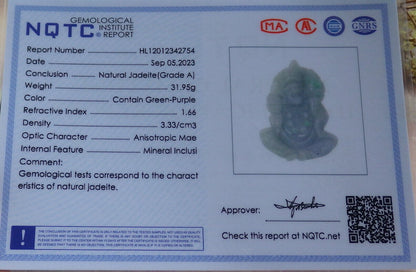 NQTC GEMOLOGICAL
INSTITUTE
REPORT
MA
GNAS
Report Number HL12012342754
Date Sep 05,2023
Conclusion Natural Jadeite(Grade A)
Weight 31.95g
Color Contain Green-Purple
Refractive Index 1.66
Density 3.33/cm3
Optic Character Anisotropic Mae
Internal Feature Mineral Inclusi
Comment:
Gemological tests correspond to the charact
eristics of natural jadeite.
Approver:
Check this report at NQTC.net